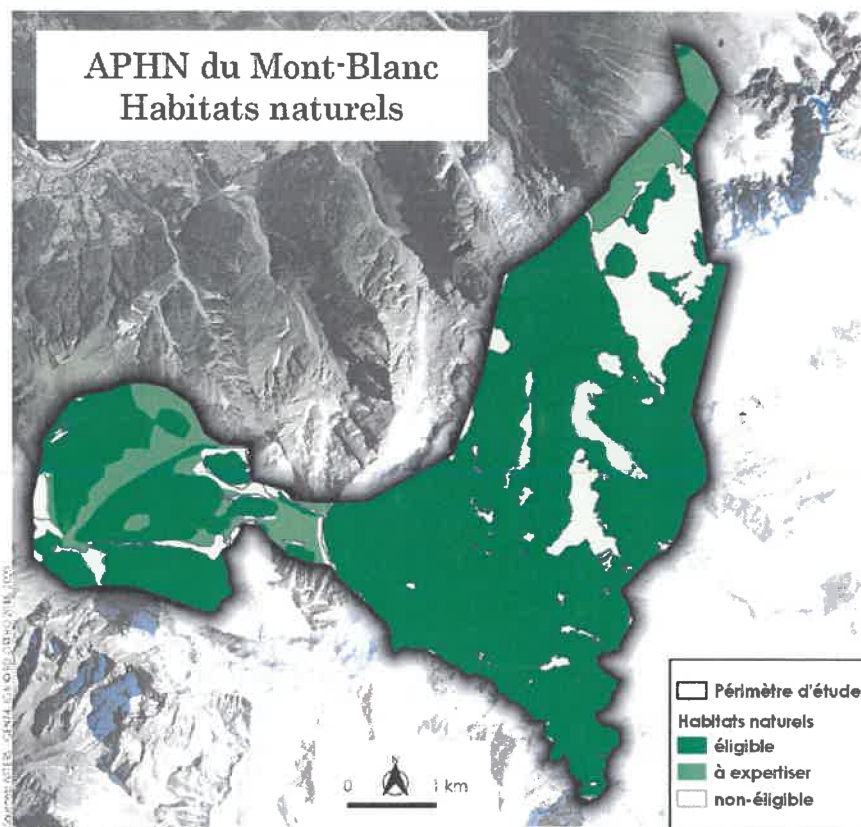 APHN du Mont-Blanc
Habitats naturels
Périmètre d'étude
Habitats naturels
éligible
à expertiser
non-éligible
N
0
1 km